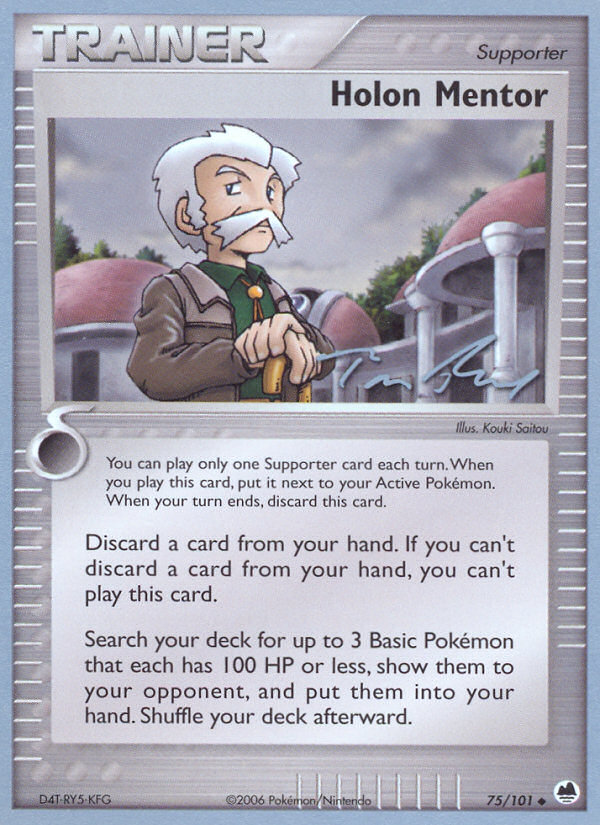 TRAINER
Supporter
Holon Mentor
Illus. Kouki Saitou
You can play only one Supporter card each turn. When
you play this card, put it next to your Active Pokémon.
When your turn ends, discard this card.
Discard a card from your hand. If you can't
discard a card from your hand, you can't
play this card.
Search your deck for up to 3 Basic Pokémon
that each has 100 HP or less, show them to
your opponent, and put them into your
hand. Shuffle your deck afterward.
D4T-RY5-KFG
©2006 Pokémon/Nintendo
75/101 ◆